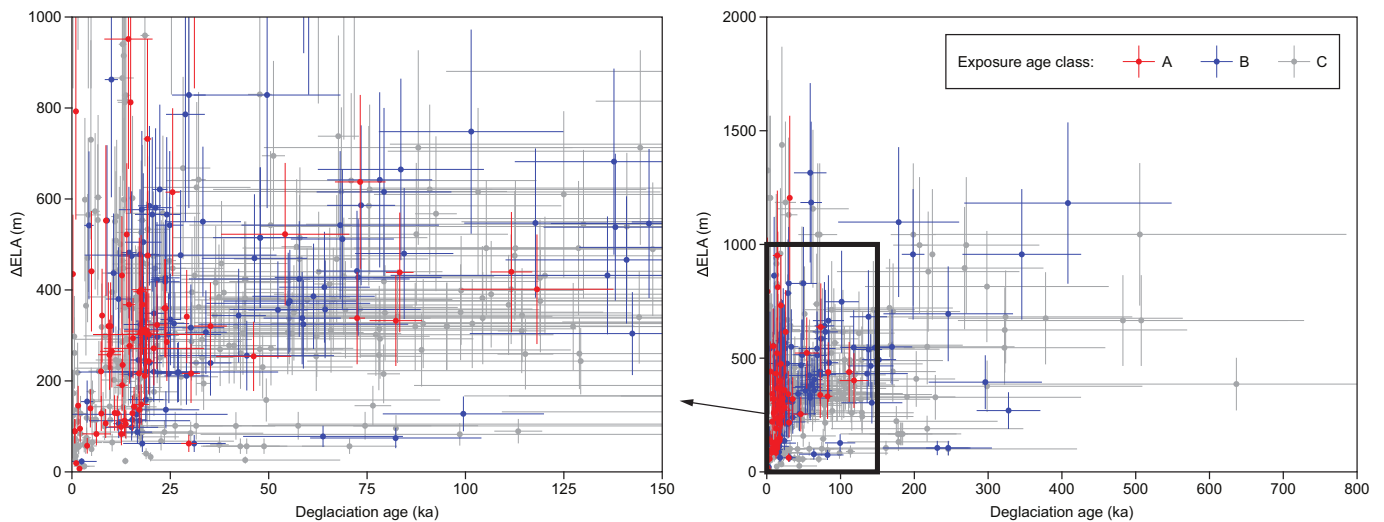 1000
800
600
400
200
0
ΔELA (m)
0 25 50 75 100 125 150
Deglaciation age (ka)
2000
1500
1000
500
0
ΔELA (m)
Exposure age class: A B C
0 100 200 300 400 500 600 700 800
Deglaciation age (ka)